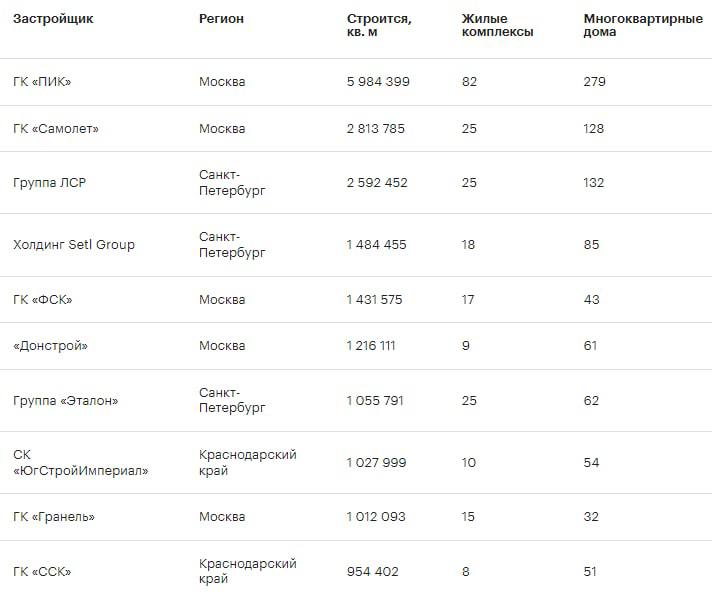 Застройщик Регион Строится, кв. м Жилые комплексы Многоквартирные дома
ГК «ПИК» Москва 5 984 399 82 279
ГК «Самолет» Москва 2 813 785 25 128
Группа ЛСР Санкт-Петербург 2 592 452 25 132
Холдинг Setl Group Санкт-Петербург 1 484 455 18 85
ГК «ФСК» Москва 1 431 575 17 43
«Донстрой» Москва 1 216 111 9 61
Группа «Эталон» Санкт-Петербург 1 055 791 25 62
СК «ЮгСтройИмпериал» Краснодарский край 1 027 999 10 54
ГК «Гранель» Москва 1 012 093 15 32
ГК «ССК» Краснодарский край 954 402 8 51